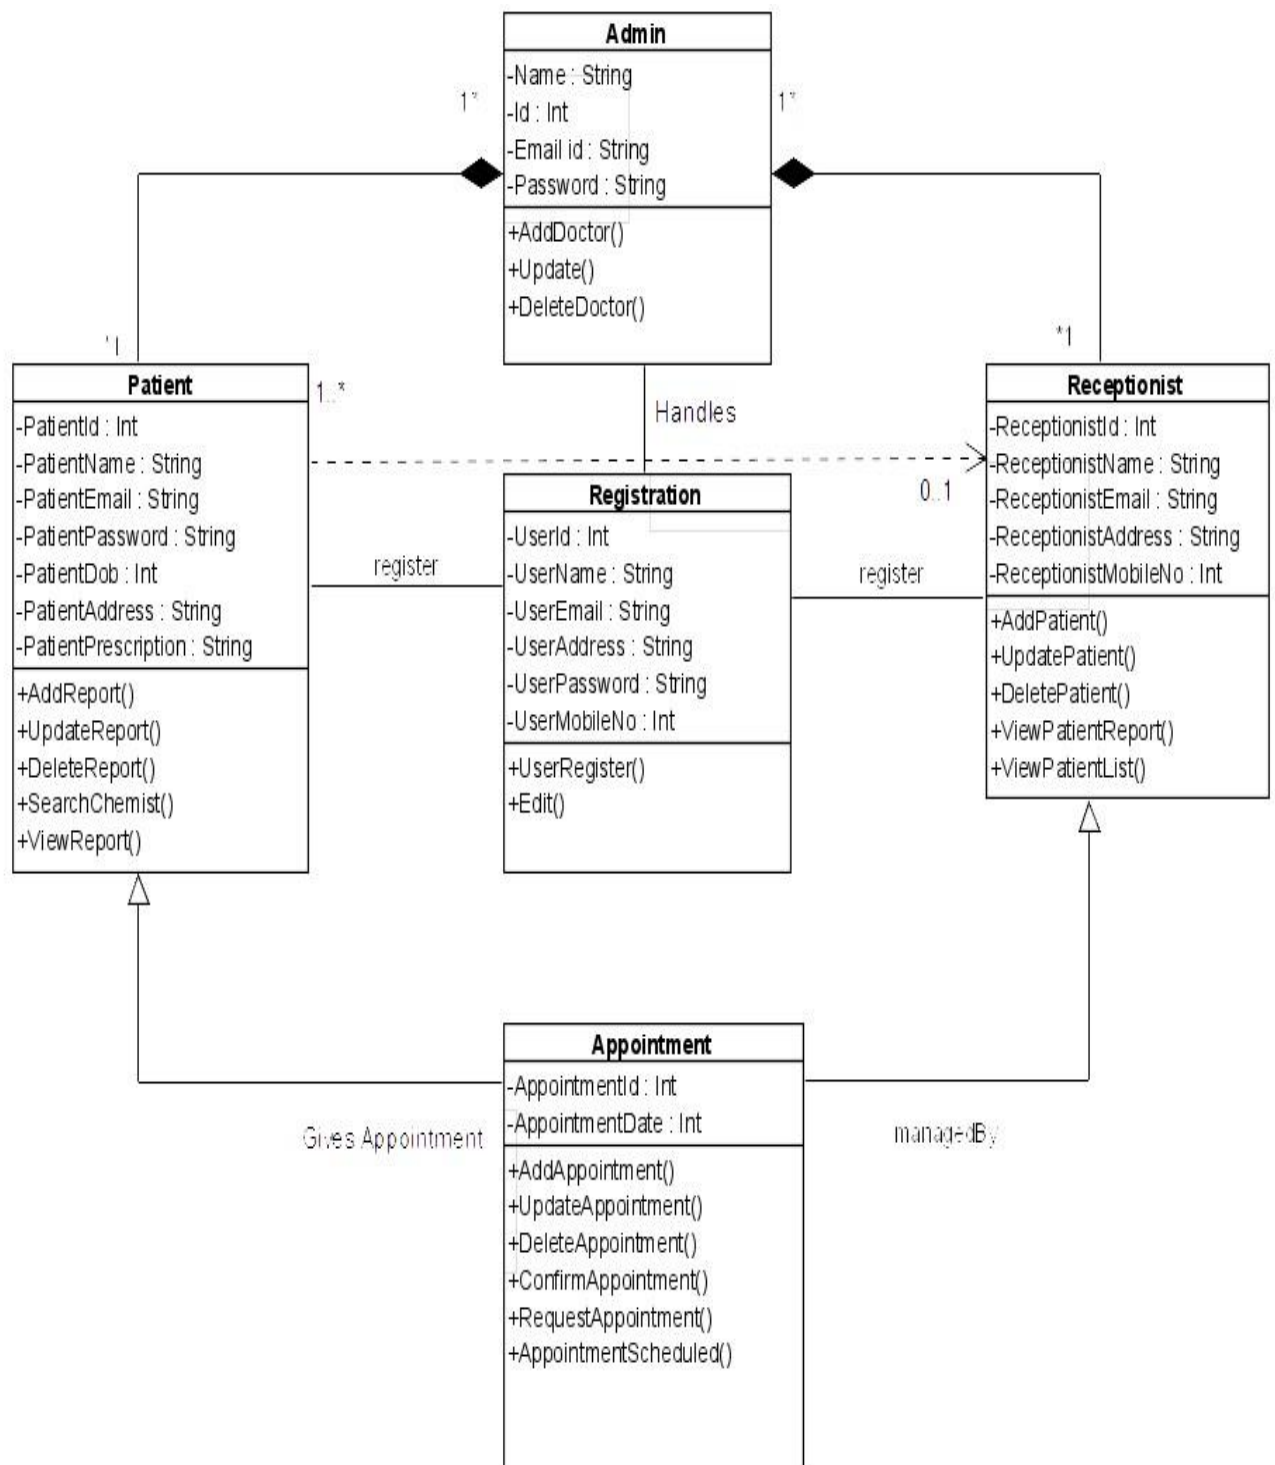 Admin
-Name : String
-Id : Int
-Email id : String
-Password : String
+AddDoctor()
+Update()
+DeleteDoctor()
1*
1*
*1
*1
Patient
-PatientId : Int
-PatientName : String
-PatientEmail : String
-PatientPassword : String
-PatientDob : Int
-PatientAddress : String
-PatientPrescription : String
+AddReport()
+UpdateReport()
+DeleteReport()
+SearchChemist()
+ViewReport()
1..*
Handles
0..1
register
register
Registration
-UserId : Int
-UserName : String
-UserEmail : String
-UserAddress : String
-UserPassword : String
-UserMobileNo : Int
+UserRegister()
+Edit()
Receptionist
-ReceptionistId : Int
-ReceptionistName : String
-ReceptionistEmail : String
-ReceptionistAddress : String
-ReceptionistMobileNo : Int
+AddPatient()
+UpdatePatient()
+DeletePatient()
+ViewPatientReport()
+ViewPatientList()
Gives Appointment
managedBy
Appointment
-AppointmentId : Int
-AppointmentDate : Int
+AddAppointment()
+UpdateAppointment()
+DeleteAppointment()
+ConfirmAppointment()
+RequestAppointment()
+AppointmentScheduled()